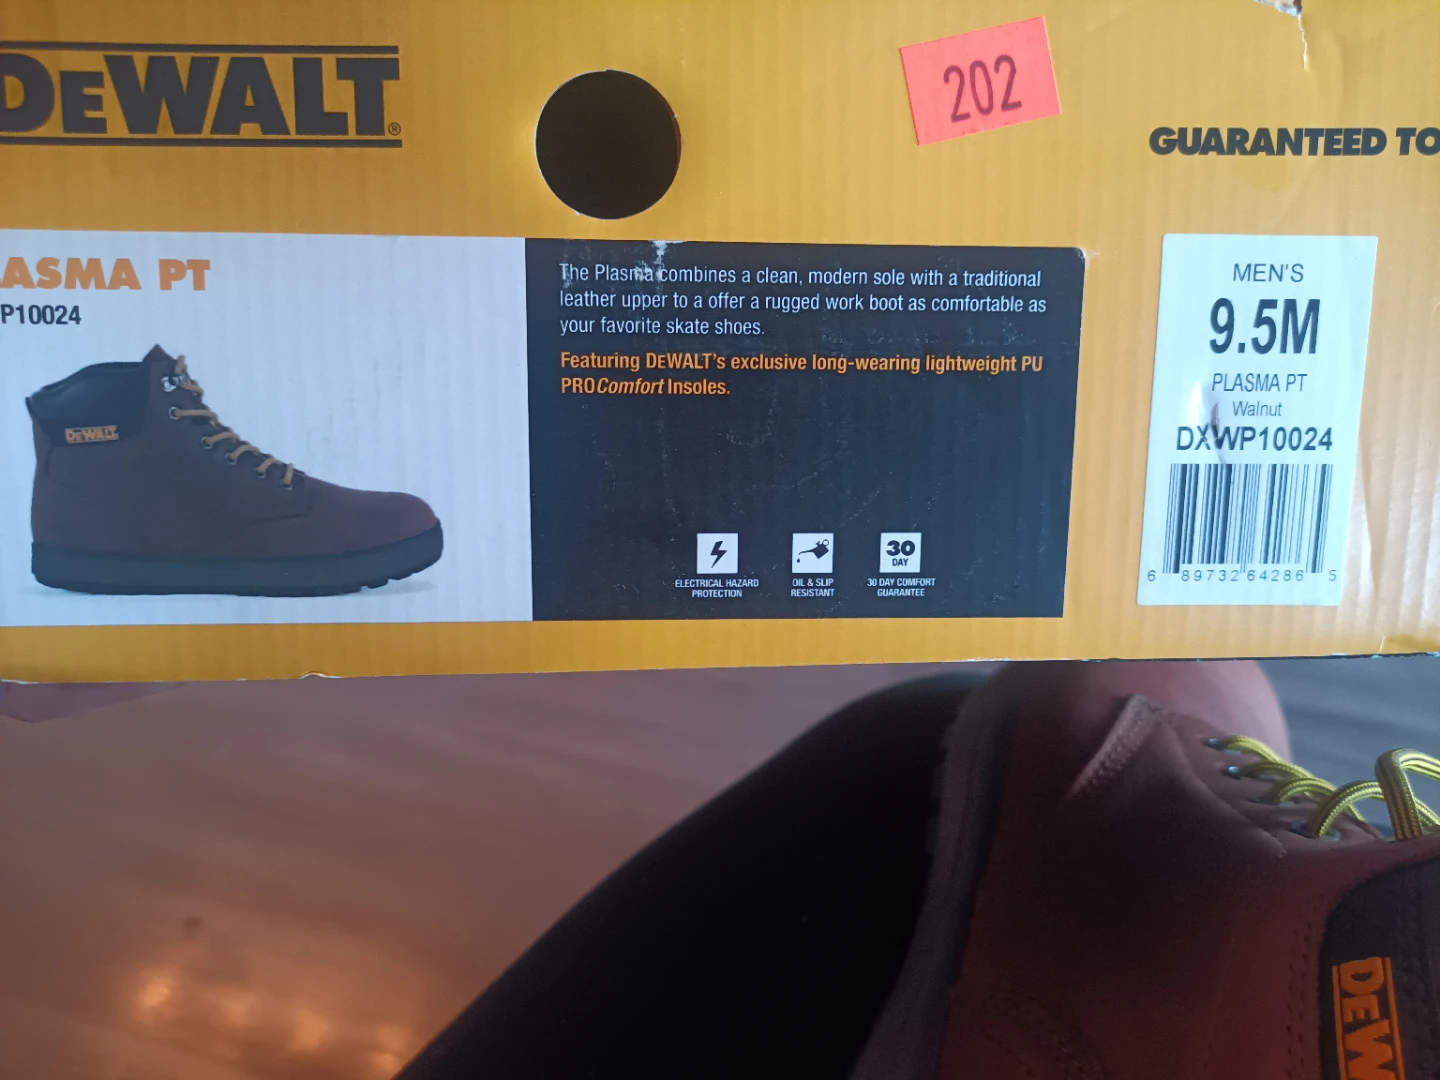 DEWALT®
202
GUARANTEED TO
LASMA PT
P10024
DEWALT
The Plasma combines a clean, modern sole with a traditional
leather upper to a offer a rugged work boot as comfortable as
your favorite skate shoes.
Featuring DEWALT's exclusive long-wearing lightweight PU
PROComfort Insoles.
ELECTRICAL HAZARD
PROTECTION
OIL & SLIP
RESISTANT
30
DAY
30 DAY COMFORT
GUARANTEE
MEN'S
9.5M
PLASMA PT
Walnut
DXWP10024
6 89732 64286 5
DEW